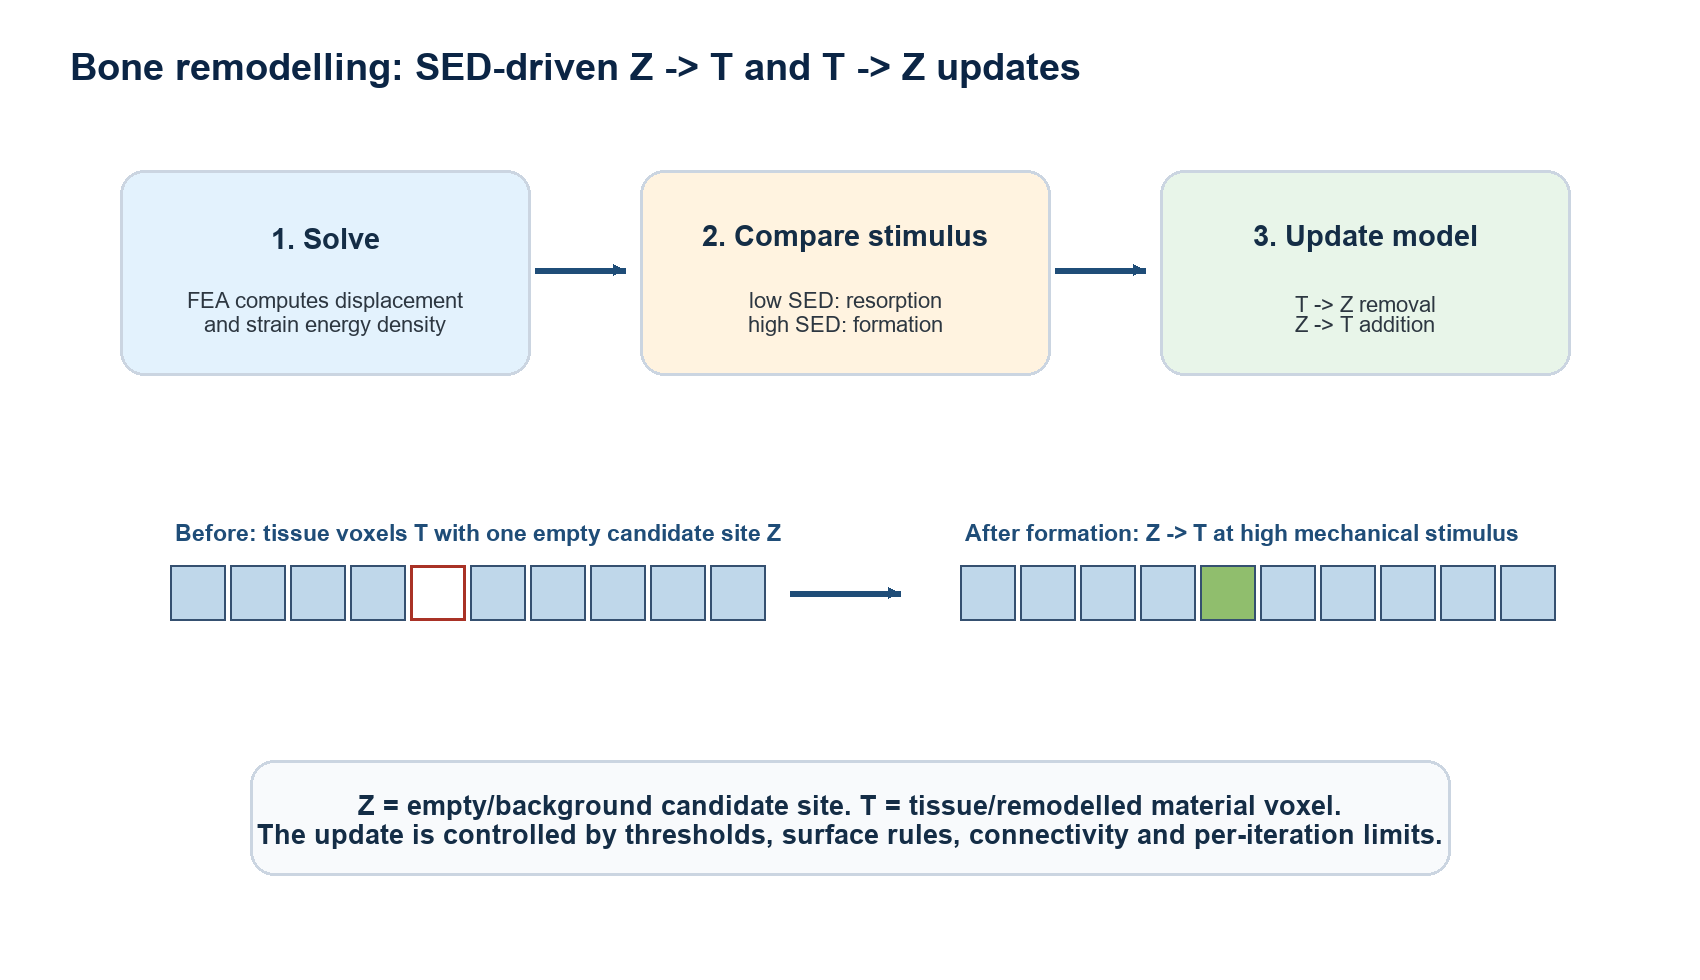 Bone remodelling: SED-driven Z -> T and T -> Z updates
1. Solve
FEA computes displacement
and strain energy density
2. Compare stimulus
low SED: resorption
high SED: formation
3. Update model
T -> Z removal
Z -> T addition
Before: tissue voxels T with one empty candidate site Z
After formation: Z -> T at high mechanical stimulus
Z = empty/background candidate site. T = tissue/remodelled material voxel.
The update is controlled by thresholds, surface rules, connectivity and per-iteration limits.